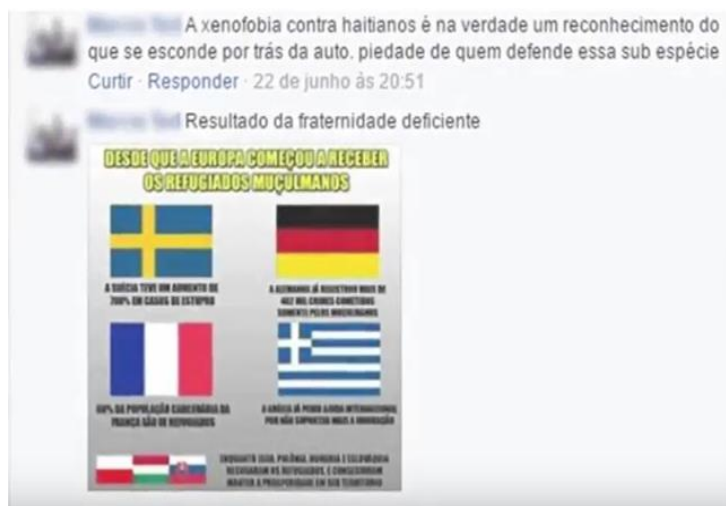 A xenofobia contra haitianos é na verdade um reconhecimento do
que se esconde por trás da auto. piedade de quem defende essa sub espécie
Curtir · Responder · 22 de junho às 20:51
Resultado da fraternidade deficiente
DESDE QUE A EUROPA COMEÇOU A RECEBER
OS REFUGIADOS MUÇULMANOS
A SUÉCIA TEVE UM AUMENTO DE
700% EM CASOS DE ESTUPRO
A ALEMANHA JÁ REGISTROU MAIS DE
402 MIL CRIMES COMETIDOS
SOMENTE PELOS MUÇULMANOS
DA POPULAÇÃO CARCERÁRIA DA
FRANÇA SÃO DE REFUGIADOS
A GRÉCIA JÁ PEDIU AJUDA INTERNACIONAL
POR NÃO SUPORTAR MAIS A IMIGRAÇÃO
ENQUANTO ISSO, POLÔNIA, HUNGRIA E ESLOVÁQUIA
RECUSARAM OS REFUGIADOS, E CONSEGUIRAM
MANTER A PROSPERIDADE EM SEU TERRITÓRIO